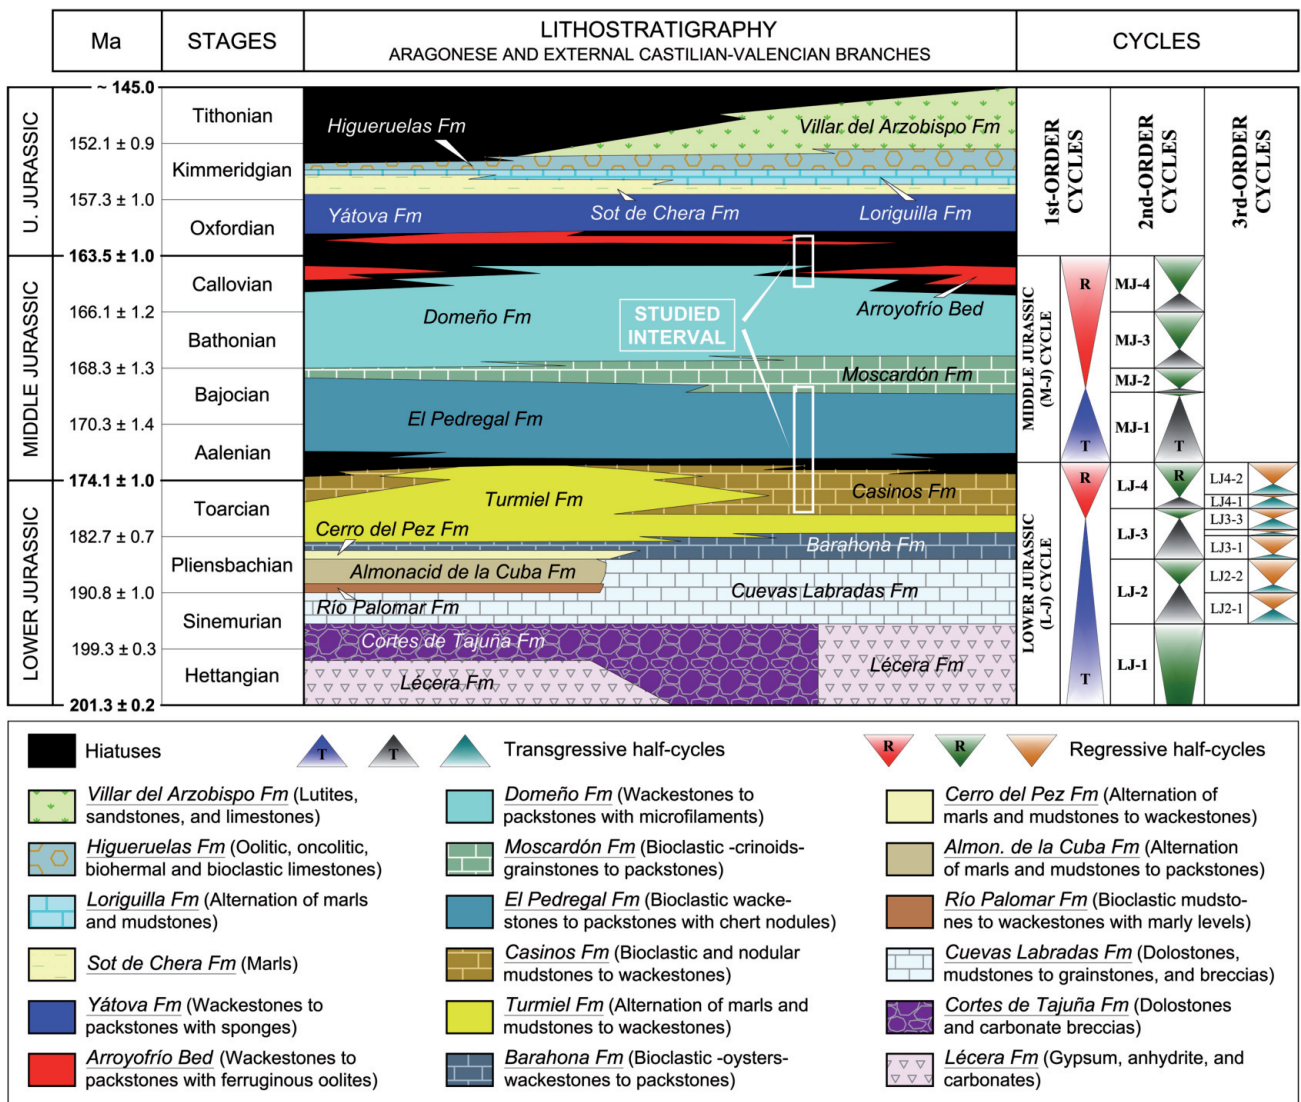 Ma
STAGES
LITHOSTRATIGRAPHY
ARAGONESE AND EXTERNAL CASTILIAN-VALENCIAN BRANCHES
CYCLES
U. JURASSIC
MIDDLE JURASSIC
LOWER JURASSIC
~ 145.0
152.1 ± 0.9
157.3 ± 1.0
163.5 ± 1.0
166.1 ± 1.2
168.3 ± 1.3
170.3 ± 1.4
174.1 ± 1.0
182.7 ± 0.7
190.8 ± 1.0
199.3 ± 0.3
201.3 ± 0.2
Tithonian
Kimmeridgian
Oxfordian
Callovian
Bathonian
Bajocian
Aalenian
Toarcian
Pliensbachian
Sinemurian
Hettangian
Higueruelas Fm
Villar del Arzobispo Fm
Yátova Fm
Sot de Chera Fm
Loriguilla Fm
Domeño Fm
STUDIED
INTERVAL
Arroyofrío Bed
Moscardón Fm
El Pedregal Fm
Turmiel Fm
Casinos Fm
Cerro del Pez Fm
Barahona Fm
Almonacid de la Cuba Fm
Cuevas Labradas Fm
Río Palomar Fm
Cortes de Tajuña Fm
Lécera Fm
Lécera Fm
1st-ORDER
CYCLES
2nd-ORDER
CYCLES
3rd-ORDER
CYCLES
MIDDLE JURASSIC
(M-J) CYCLE
LOWER JURASSIC
(L-J) CYCLE
R
T
R
T
MJ-4
MJ-3
MJ-2
MJ-1
LJ-4
LJ-3
LJ-2
LJ-1
T
R
LJ4-2
LJ4-1
LJ3-3
LJ3-1
LJ2-2
LJ2-1
Hiatuses
T
T
Transgressive half-cycles
R
R
Regressive half-cycles
Villar del Arzobispo Fm (Lutites,
sandstones, and limestones)
Higueruelas Fm (Oolitic, oncolitic,
biohermal and bioclastic limestones)
Loriguilla Fm (Alternation of marls
and mudstones)
Sot de Chera Fm (Marls)
Yátova Fm (Wackestones to
packstones with sponges)
Arroyofrío Bed (Wackestones to
packstones with ferruginous oolites)
Domeño Fm (Wackestones to
packstones with microfilaments)
Moscardón Fm (Bioclastic -crinoids-
grainstones to packstones)
El Pedregal Fm (Bioclastic wacke-
stones to packstones with chert nodules)
Casinos Fm (Bioclastic and nodular
mudstones to wackestones)
Turmiel Fm (Alternation of marls and
mudstones to wackestones)
Barahona Fm (Bioclastic -oysters-
wackestones to packstones)
Cerro del Pez Fm (Alternation of
marls and mudstones to wackestones)
Almon. de la Cuba Fm (Alternation
of marls and mudstones to packstones)
Río Palomar Fm (Bioclastic mudsto-
nes to wackestones with marly levels)
Cuevas Labradas Fm (Dolostones,
mudstones to grainstones, and breccias)
Cortes de Tajuña Fm (Dolostones
and carbonate breccias)
Lécera Fm (Gypsum, anhydrite, and
carbonates)